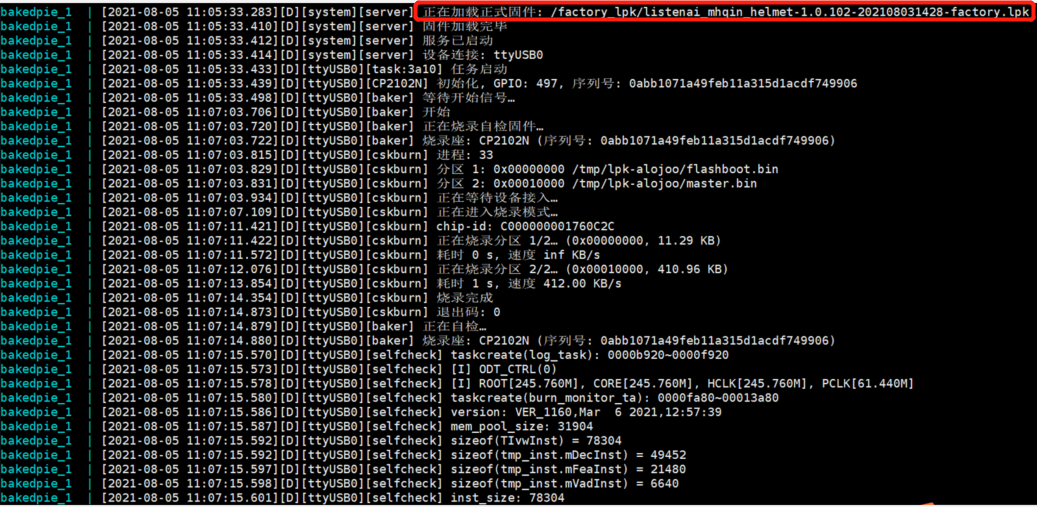 bakedpie_1 | [2021-08-05 11:05:33.283][D][system][server] 正在加载正式固件: /factory_lpk/listenai_mhqin_helmet-1.0.102-202108031428-factory.lpk
bakedpie_1 | [2021-08-05 11:05:33.410][D][system][server] 固件加载完毕
bakedpie_1 | [2021-08-05 11:05:33.412][D][system][server] 服务已启动
bakedpie_1 | [2021-08-05 11:05:33.414][D][system][server] 设备连接: ttyUSB0
bakedpie_1 | [2021-08-05 11:05:33.433][D][ttyUSB0][task:3a10] 任务启动
bakedpie_1 | [2021-08-05 11:05:33.439][D][ttyUSB0][CP2102N] 初始化, GPIO: 497, 序列号: 0abb1071a49feb11a315d1acdf749906
bakedpie_1 | [2021-08-05 11:05:33.498][D][ttyUSB0][baker] 等待开始信号…
bakedpie_1 | [2021-08-05 11:07:03.706][D][ttyUSB0][baker] 开始
bakedpie_1 | [2021-08-05 11:07:03.720][D][ttyUSB0][baker] 正在烧录自检固件…
bakedpie_1 | [2021-08-05 11:07:03.722][D][ttyUSB0][baker] 烧录座: CP2102N (序列号: 0abb1071a49feb11a315d1acdf749906)
bakedpie_1 | [2021-08-05 11:07:03.815][D][ttyUSB0][cskburn] 进程: 33
bakedpie_1 | [2021-08-05 11:07:03.829][D][ttyUSB0][cskburn] 分区 1: 0x00000000 /tmp/lpk-alojoo/flashboot.bin
bakedpie_1 | [2021-08-05 11:07:03.831][D][ttyUSB0][cskburn] 分区 2: 0x00010000 /tmp/lpk-alojoo/master.bin
bakedpie_1 | [2021-08-05 11:07:03.934][D][ttyUSB0][cskburn] 正在等待设备接入…
bakedpie_1 | [2021-08-05 11:07:07.109][D][ttyUSB0][cskburn] 正在进入烧录模式…
bakedpie_1 | [2021-08-05 11:07:11.421][D][ttyUSB0][cskburn] chip-id: C000000001760C2C
bakedpie_1 | [2021-08-05 11:07:11.422][D][ttyUSB0][cskburn] 正在烧录分区 1/2… (0x00000000, 11.29 KB)
bakedpie_1 | [2021-08-05 11:07:11.572][D][ttyUSB0][cskburn] 耗时 0 s, 速度 inf KB/s
bakedpie_1 | [2021-08-05 11:07:12.076][D][ttyUSB0][cskburn] 正在烧录分区 2/2… (0x00010000, 410.96 KB)
bakedpie_1 | [2021-08-05 11:07:13.854][D][ttyUSB0][cskburn] 耗时 1 s, 速度 412.00 KB/s
bakedpie_1 | [2021-08-05 11:07:14.354][D][ttyUSB0][cskburn] 烧录完成
bakedpie_1 | [2021-08-05 11:07:14.873][D][ttyUSB0][cskburn] 退出码: 0
bakedpie_1 | [2021-08-05 11:07:14.879][D][ttyUSB0][baker] 正在自检…
bakedpie_1 | [2021-08-05 11:07:14.880][D][ttyUSB0][baker] 烧录座: CP2102N (序列号: 0abb1071a49feb11a315d1acdf749906)
bakedpie_1 | [2021-08-05 11:07:15.570][D][ttyUSB0][selfcheck] taskcreate(log_task): 0000b920~0000f920
bakedpie_1 | [2021-08-05 11:07:15.573][D][ttyUSB0][selfcheck] [I] ODT_CTRL(0)
bakedpie_1 | [2021-08-05 11:07:15.578][D][ttyUSB0][selfcheck] [I] ROOT[245.760M], CORE[245.760M], HCLK[245.760M], PCLK[61.440M]
bakedpie_1 | [2021-08-05 11:07:15.580][D][ttyUSB0][selfcheck] taskcreate(burn_monitor_ta): 0000fa80~00013a80
bakedpie_1 | [2021-08-05 11:07:15.586][D][ttyUSB0][selfcheck] version: VER_1160,Mar  6 2021,12:57:39
bakedpie_1 | [2021-08-05 11:07:15.587][D][ttyUSB0][selfcheck] mem_pool_size: 31904
bakedpie_1 | [2021-08-05 11:07:15.592][D][ttyUSB0][selfcheck] sizeof(TIvwInst) = 78304
bakedpie_1 | [2021-08-05 11:07:15.592][D][ttyUSB0][selfcheck] sizeof(tmp_inst.mDecInst) = 49452
bakedpie_1 | [2021-08-05 11:07:15.597][D][ttyUSB0][selfcheck] sizeof(tmp_inst.mFeaInst) = 21480
bakedpie_1 | [2021-08-05 11:07:15.598][D][ttyUSB0][selfcheck] sizeof(tmp_inst.mVadInst) = 6640
bakedpie_1 | [2021-08-05 11:07:15.601][D][ttyUSB0][selfcheck] inst_size: 78304